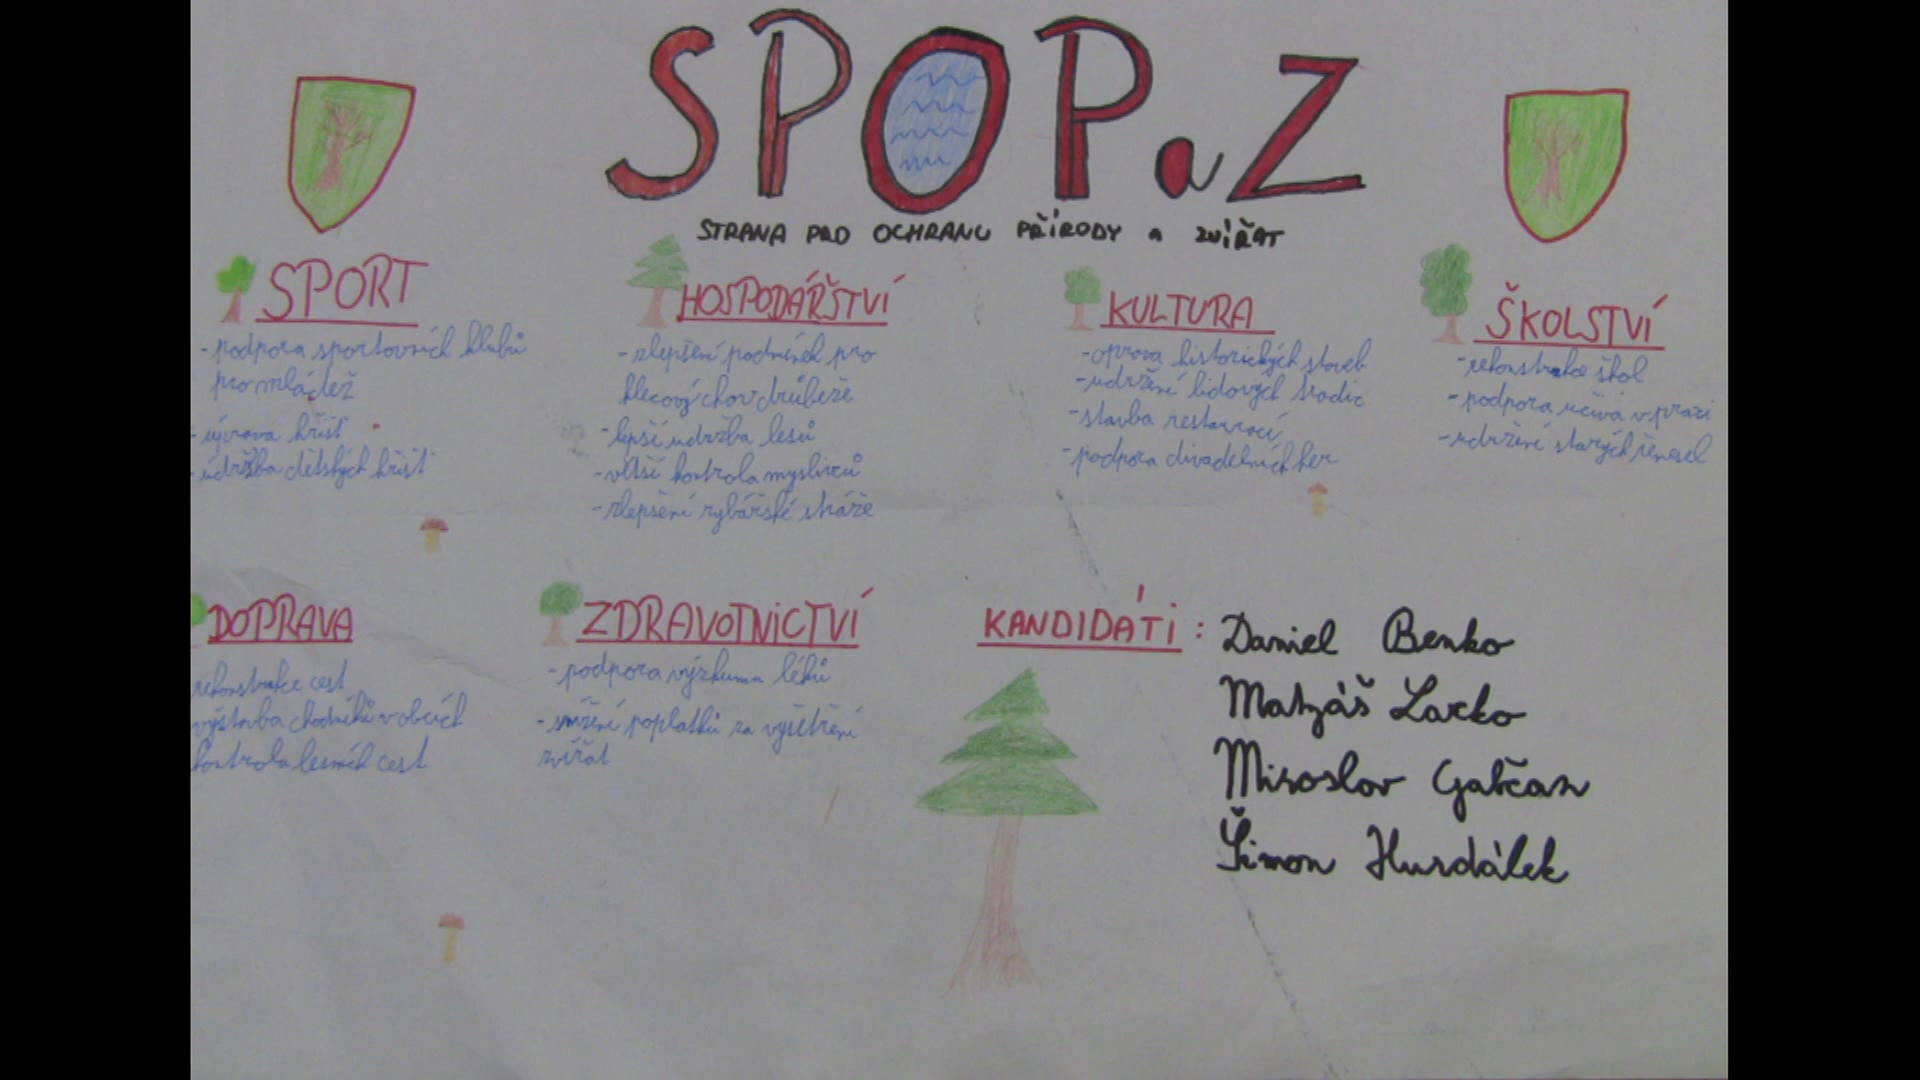 SPOPaZ
STRANA PRO OCHRANU PŘÍRODY A ZVÍŘAT
SPORT
-podpora sportovních klubů
pro mládež
-úprava hřišť
-údržba dětských hřišť
HOSPODÁŘSTVÍ
-zlepšení podmínek pro
klecový chov drůbeže
-lepší udržba lesů
-větší kontrola myslivců
-zlepšení rybářské stráže
KULTURA
-oprava historických staveb
-udržení lidových tradic
-stavba restaurací
-podpora divadelních her
ŠKOLSTVÍ
-rekonstrukce škol
-podpora učiva v praxi
-udržení starých řemesel
DOPRAVA
rekonstrukce cest
výstavba chodníků v obcích
kontrola lesních cest
ZDRAVOTNICTVÍ
-podpora výzkumu léků
-snížení poplatků za vyšetření
zvířat
KANDIDÁTI:
Daniel Benko
Matyáš Lacko
Miroslav Gabčan
Šimon Hurdálek